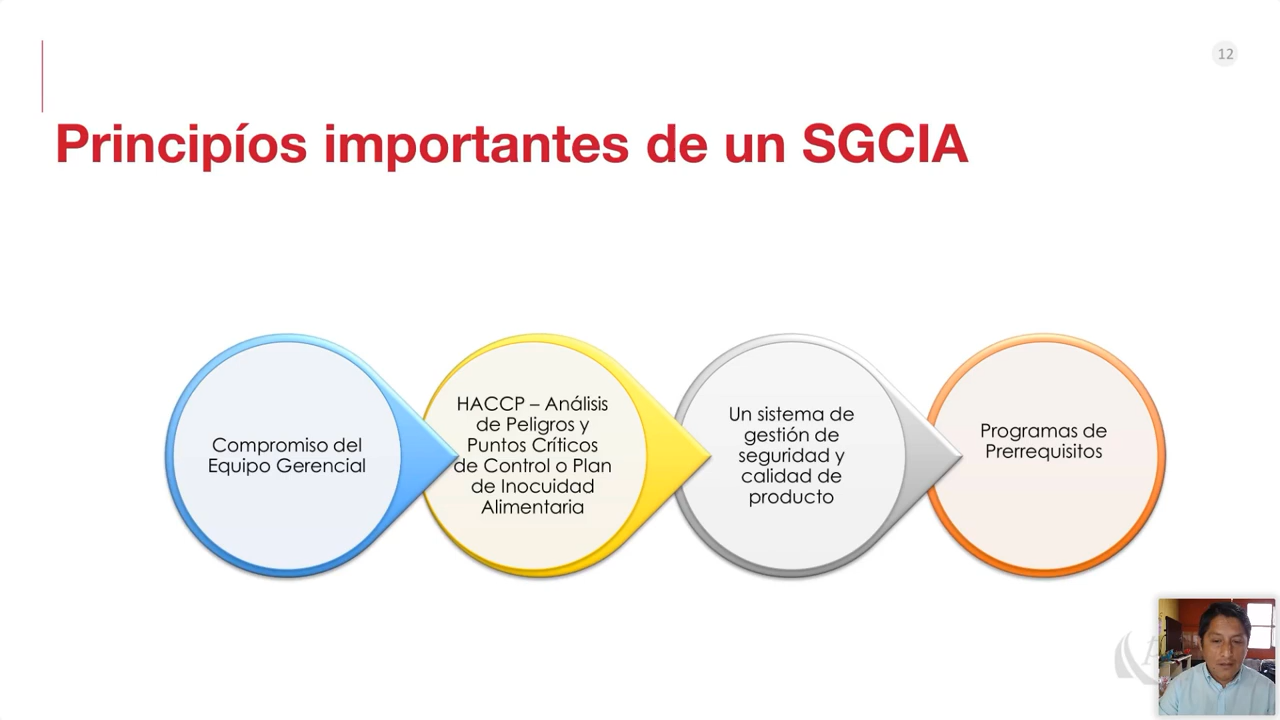 12
Principíos importantes de un SGCIA
Compromiso del
Equipo Gerencial
HACCP – Análisis
de Peligros y
Puntos Críticos
de Control o Plan
de Inocuidad
Alimentaria
Un sistema de
gestión de
seguridad y
calidad de
producto
Programas de
Prerrequisitos